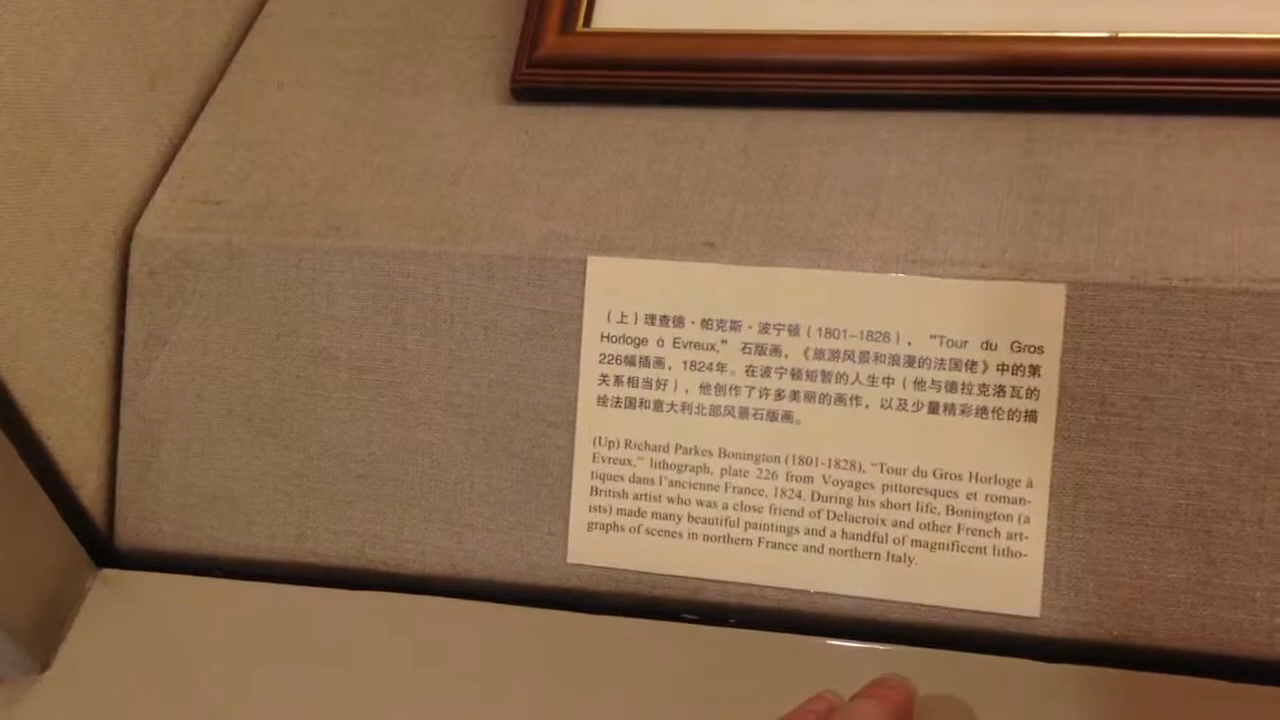 (上)理查德·帕克斯·波宁顿(1801-1828), “Tour du Gros
Horloge à Evreux,” 石版画,《旅游风景和浪漫的法国佬》中的第
226幅插画,1824年。在波宁顿短暂的人生中(他与德拉克洛瓦的
关系相当好),他创作了许多美丽的画作,以及少量精彩绝伦的描
绘法国和意大利北部风景石版画。
(Up) Richard Parkes Bonington (1801-1828), “Tour du Gros Horloge à
Evreux,” lithograph, plate 226 from Voyages pittoresques et roman-
tiques dans l’ancienne France, 1824. During his short life, Bonington (a
British artist who was a close friend of Delacroix and other French art-
ists) made many beautiful paintings and a handful of magnificent litho-
graphs of scenes in northern France and northern Italy.